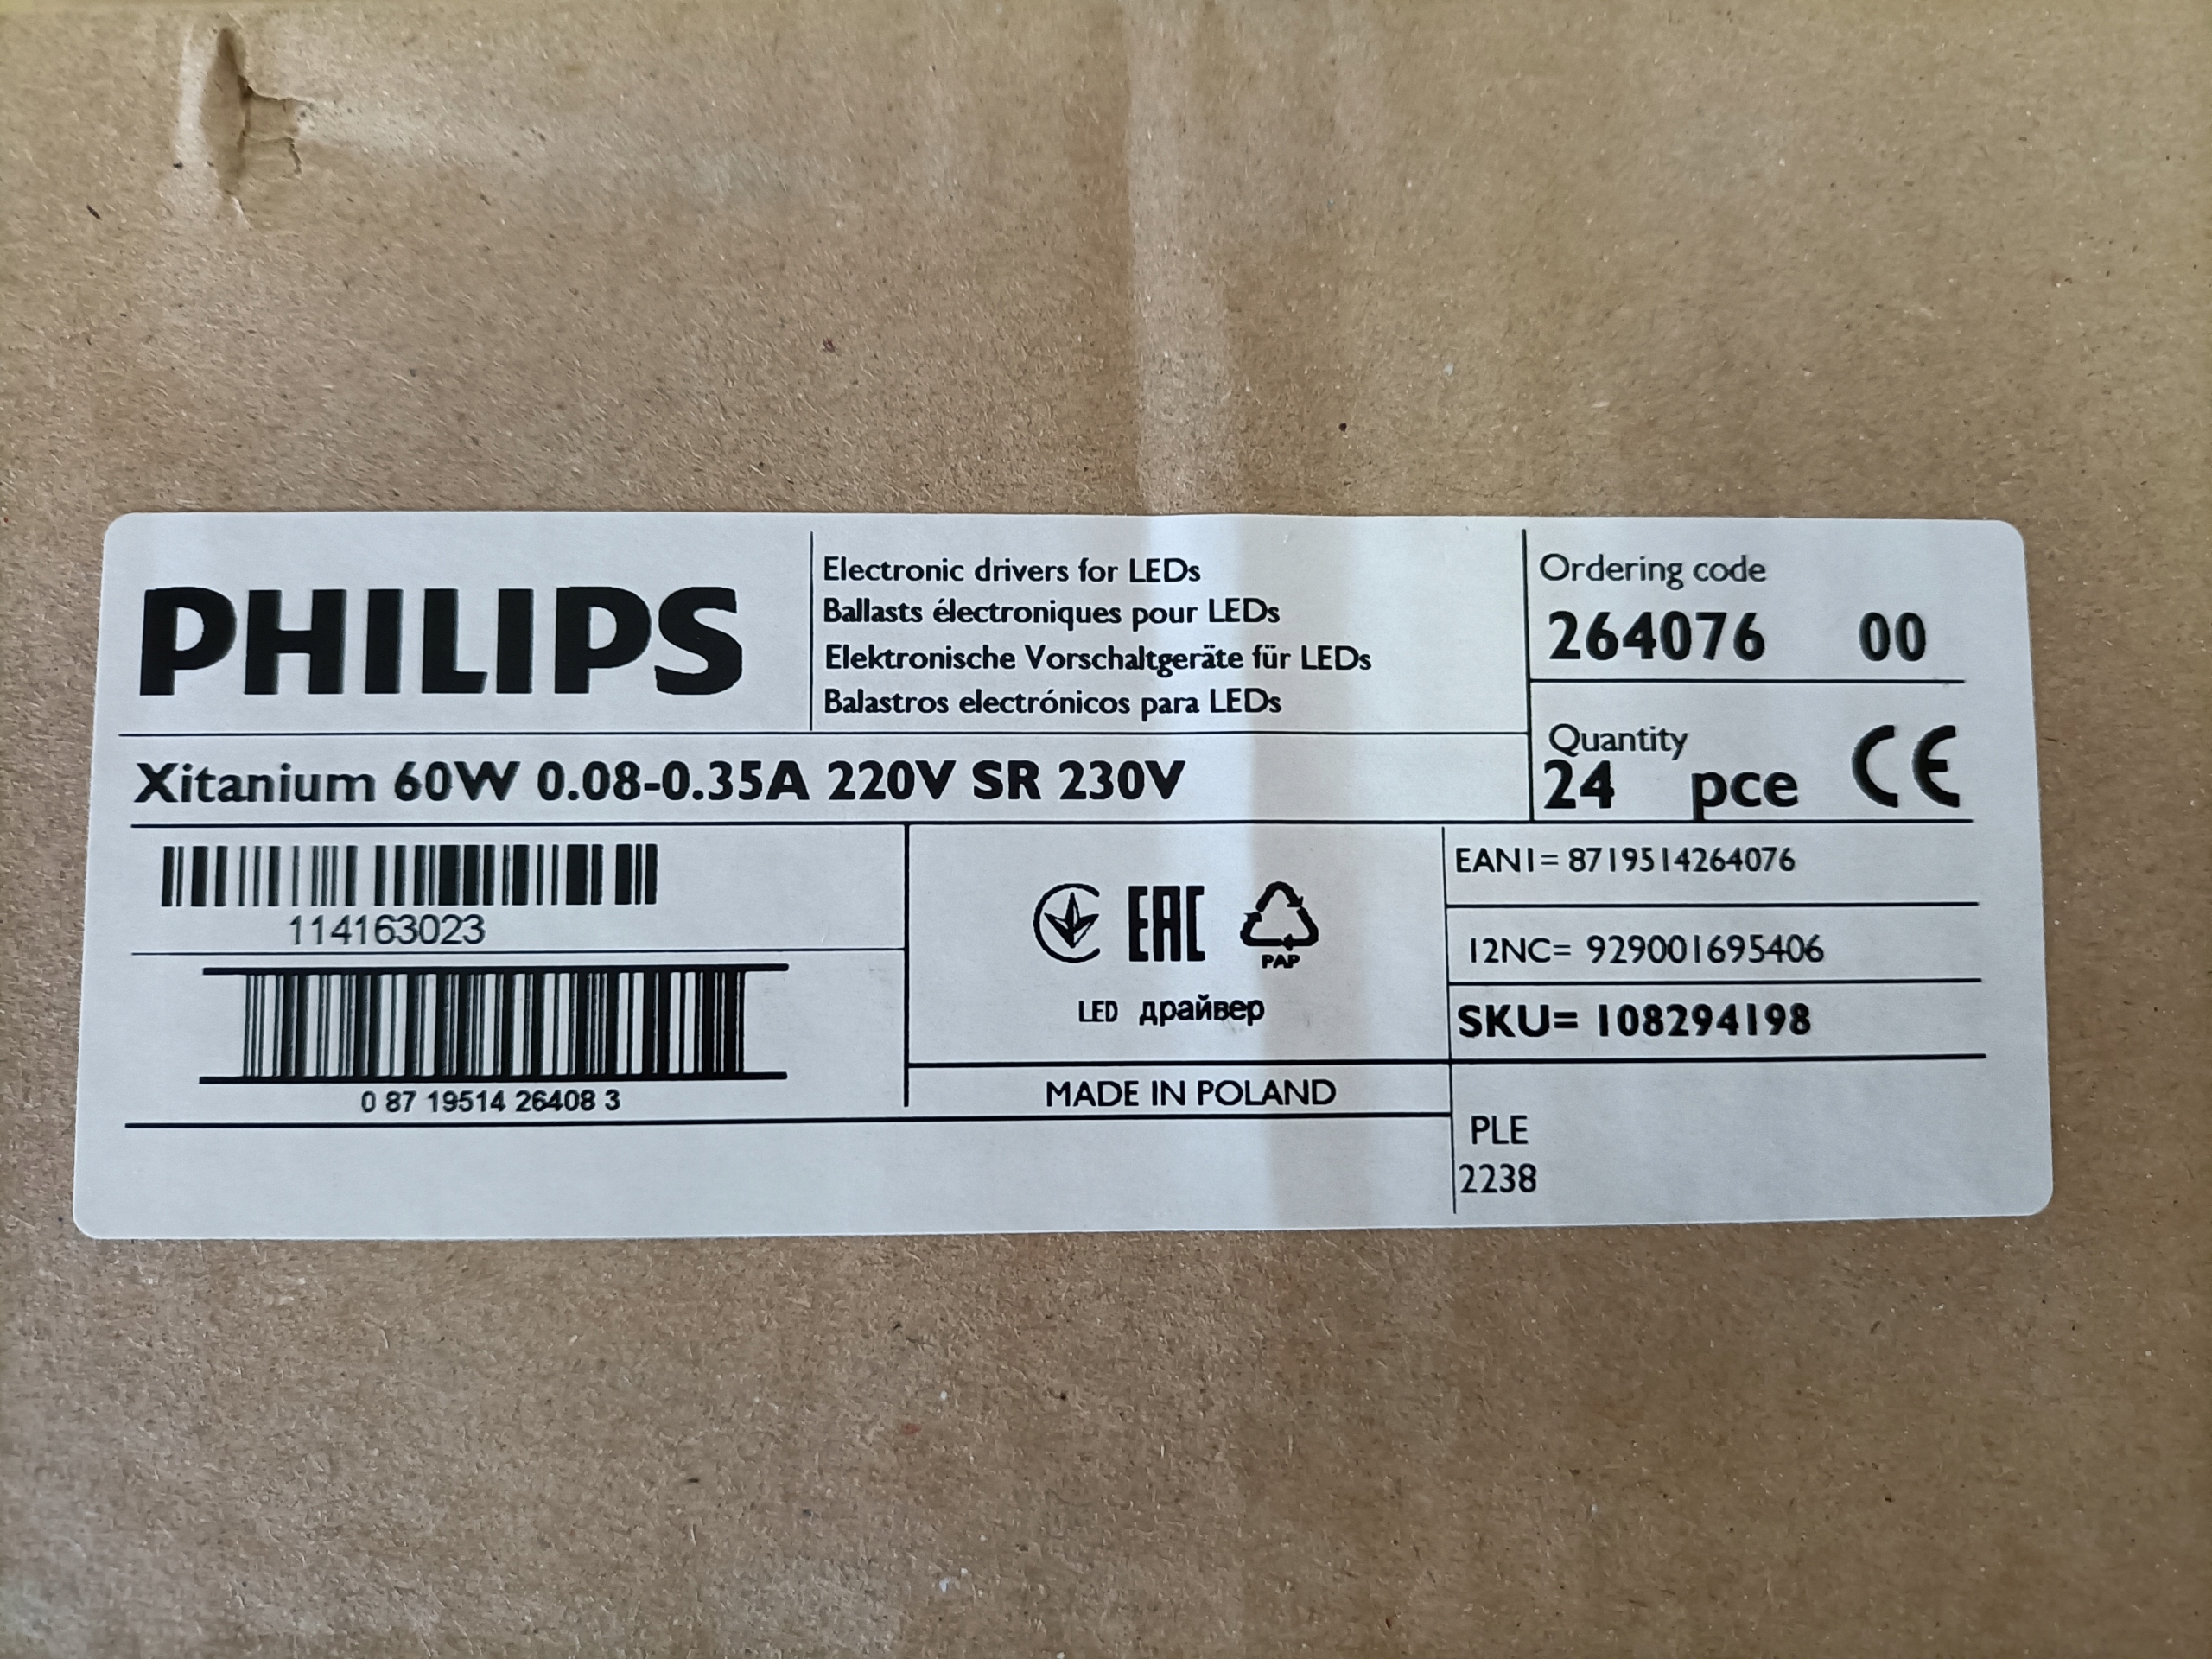 PHILIPS
Electronic drivers for LEDs
Ballasts électroniques pour LEDs
Elektronische Vorschaltgeräte für LEDs
Balastros electrónicos para LEDs
Ordering code
264076 00
Quantity
24 pce CE
Xitanium 60W 0.08-0.35A 220V SR 230V
114163023
0 87 19514 26408 3
EAC
PAP
LED драйвер
MADE IN POLAND
EAN1= 8719514264076
12NC= 929001695406
SKU= 108294198
PLE
2238